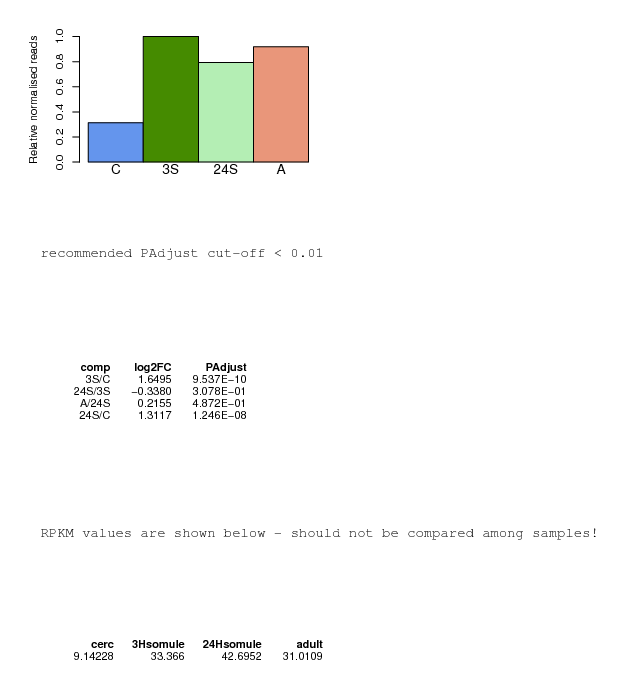 Relative normalised reads
1.0
0.8
0.6
0.4
0.2
0.0
C 3S 24S A
recommended PAdjust cut-off < 0.01
comp log2FC PAdjust
3S/C 1.6495 9.537E−10
24S/3S −0.3380 3.078E−01
A/24S 0.2155 4.872E−01
24S/C 1.3117 1.246E−08
RPKM values are shown below - should not be compared among samples!
cerc 3Hsomule 24Hsomule adult
9.14228 33.366 42.6952 31.0109